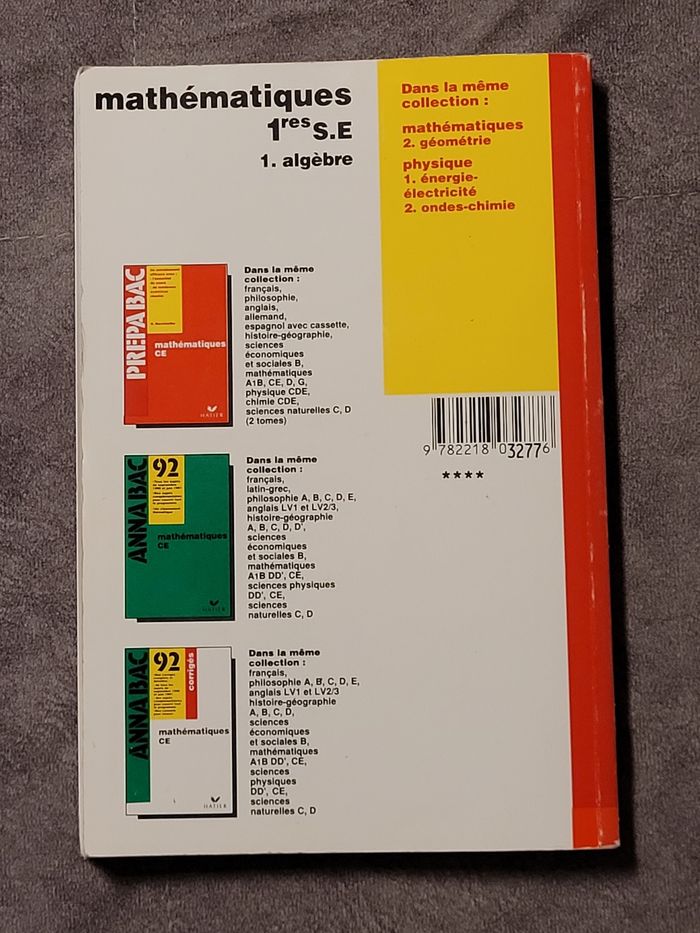 mathématiques
1res S.E
1. algèbre
Dans la même
collection :
mathématiques
2. géométrie
physique
1. énergie-
électricité
2. ondes-chimie
PREPABAC
mathématiques
CE
HATIER
Dans la même
collection :
français,
philosophie,
anglais,
allemand,
espagnol avec cassette,
histoire-géographie,
sciences
économiques
et sociales B,
mathématiques
A1B, CE, D, G,
physique CDE,
chimie CDE,
sciences naturelles C, D
(2 tomes)
9 782218 032776
****
ANNABAC
92
mathématiques
CE
HATIER
Dans la même
collection :
français,
latin-grec,
philosophie A, B, C, D, E,
anglais LV1 et LV2/3,
histoire-géographie
A, B, C, D, D',
sciences
économiques
et sociales B,
mathématiques
A1B DD', CE,
sciences physiques
DD', CE,
sciences
naturelles C, D
ANNABAC
92
corrigés
mathématiques
CE
HATIER
Dans la même
collection :
français,
philosophie A, B, C, D, E,
anglais LV1 et LV2/3
histoire-géographie
A, B, C, D,
sciences
économiques
et sociales B,
mathématiques
A1B DD', CE,
sciences
physiques
DD', CE,
sciences
naturelles C, D